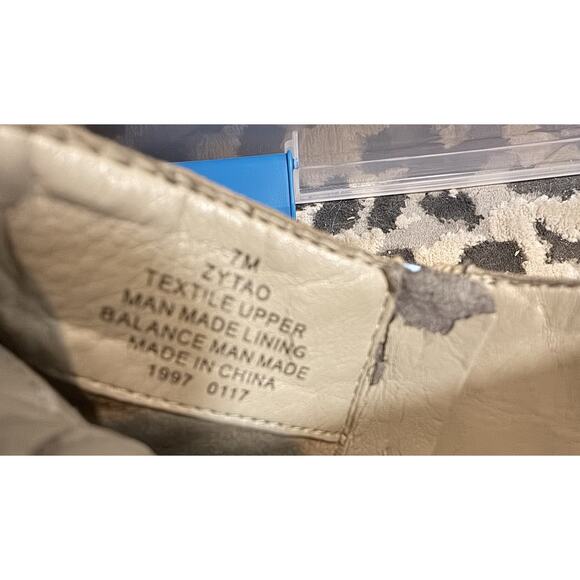 7M
ZYTAO
TEXTILE UPPER
MAN MADE LINING
BALANCE MAN MADE
MADE IN CHINA
1997 0117